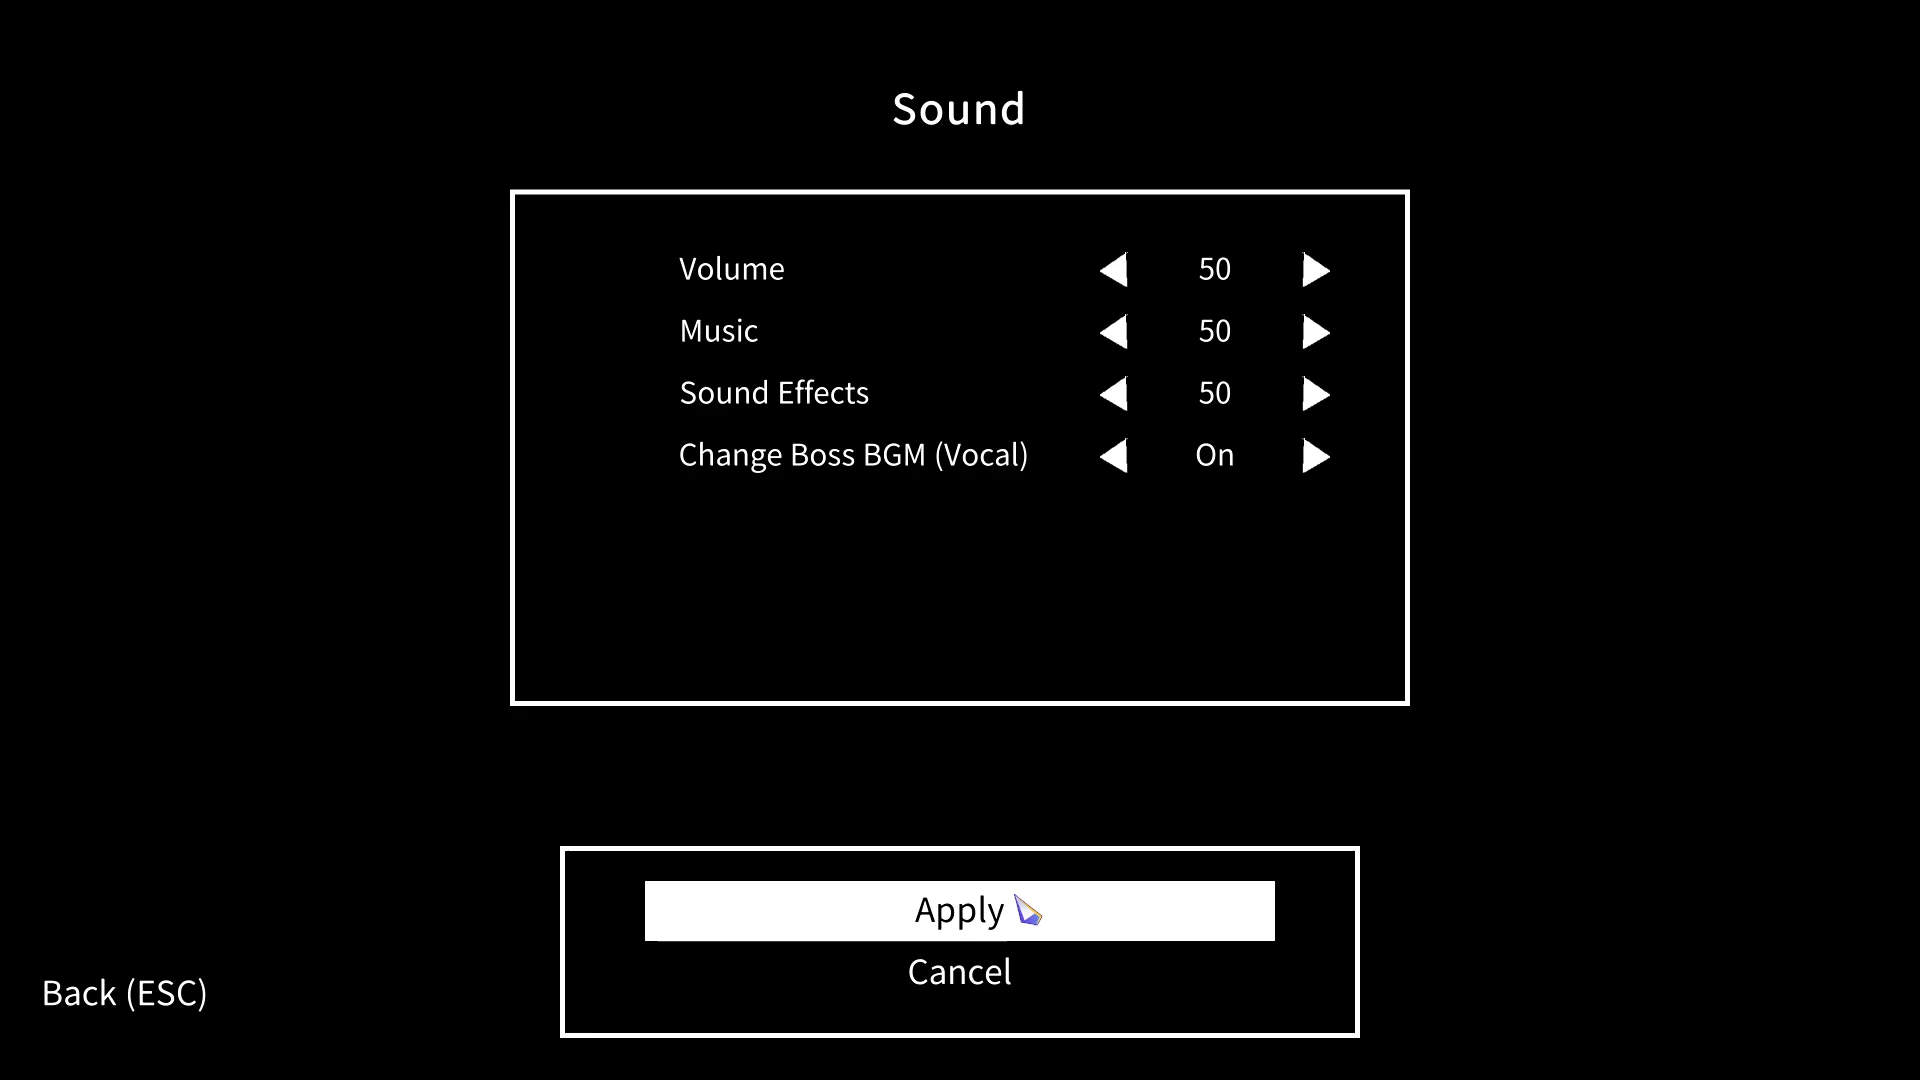 Sound
Volume 50
Music 50
Sound Effects 50
Change Boss BGM (Vocal) On
Apply
Cancel
Back (ESC)